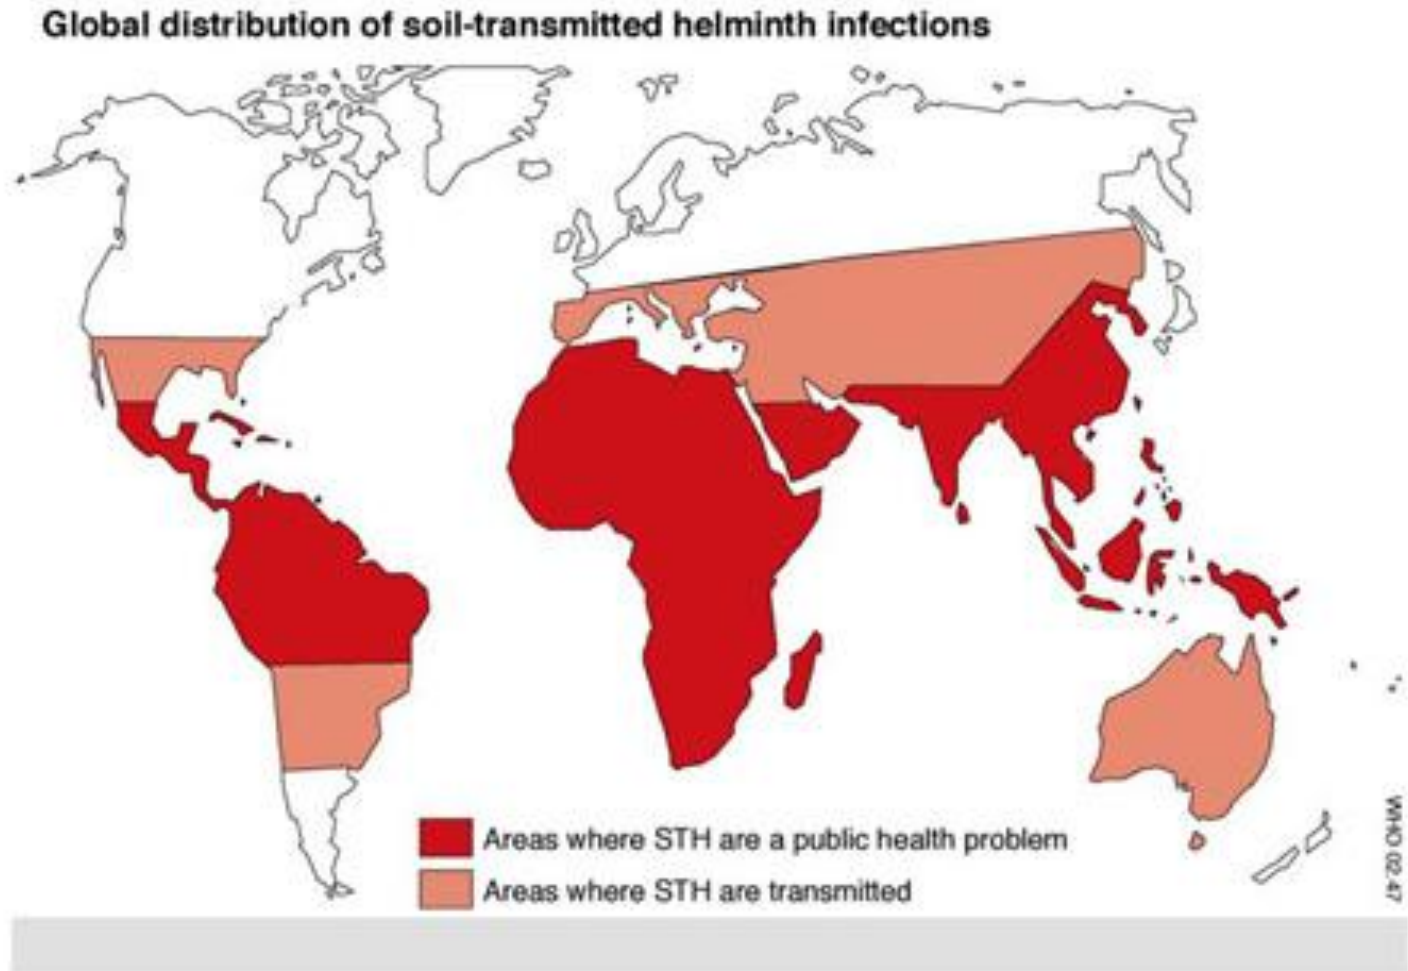 Global distribution of soil-transmitted helminth infections
Areas where STH are a public health problem
Areas where STH are transmitted
WHO 02.47